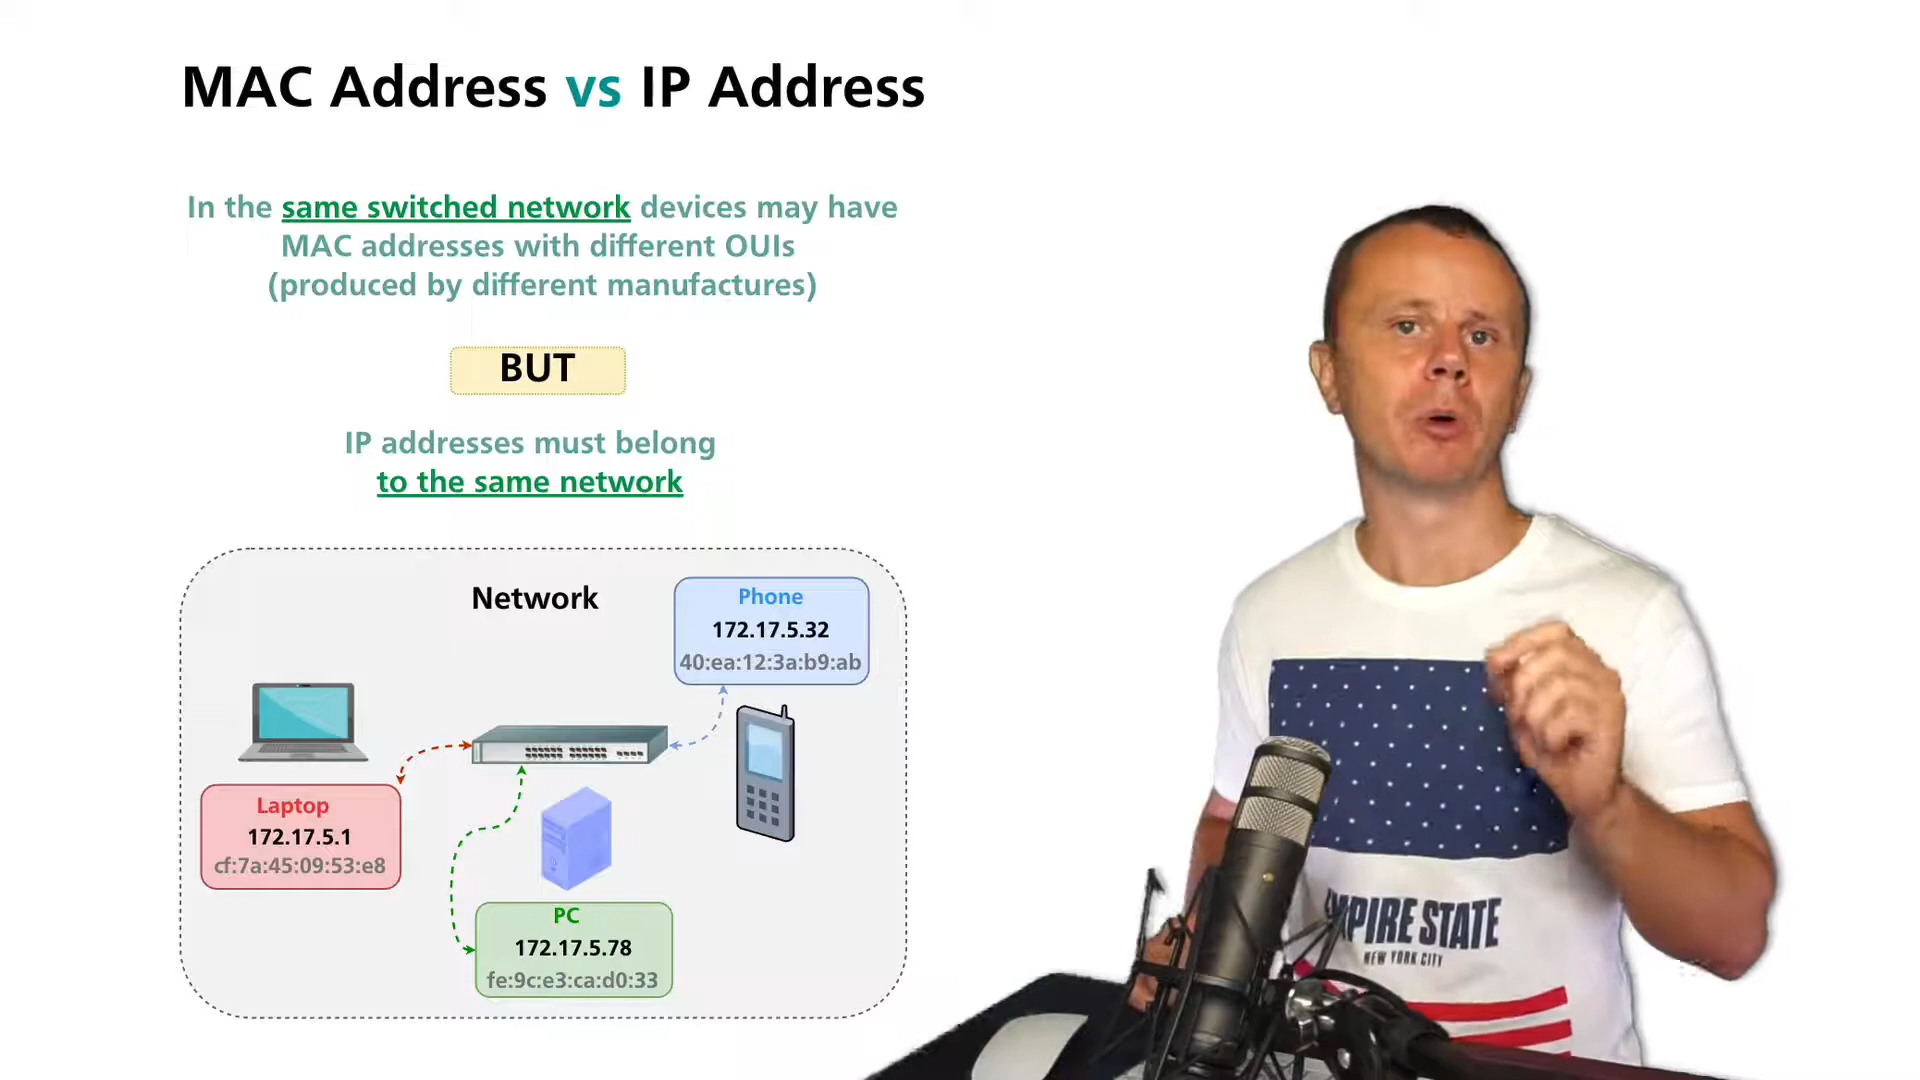 MAC Address vs IP Address
In the same switched network devices may have
MAC addresses with different OUIs
(produced by different manufactures)
BUT
IP addresses must belong
to the same network
Network
Phone
172.17.5.32
40:ea:12:3a:b9:ab
Laptop
172.17.5.1
cf:7a:45:09:53:e8
PC
172.17.5.78
fe:9c:e3:ca:d0:33
MPIRE STATE
NEW YORK CITY